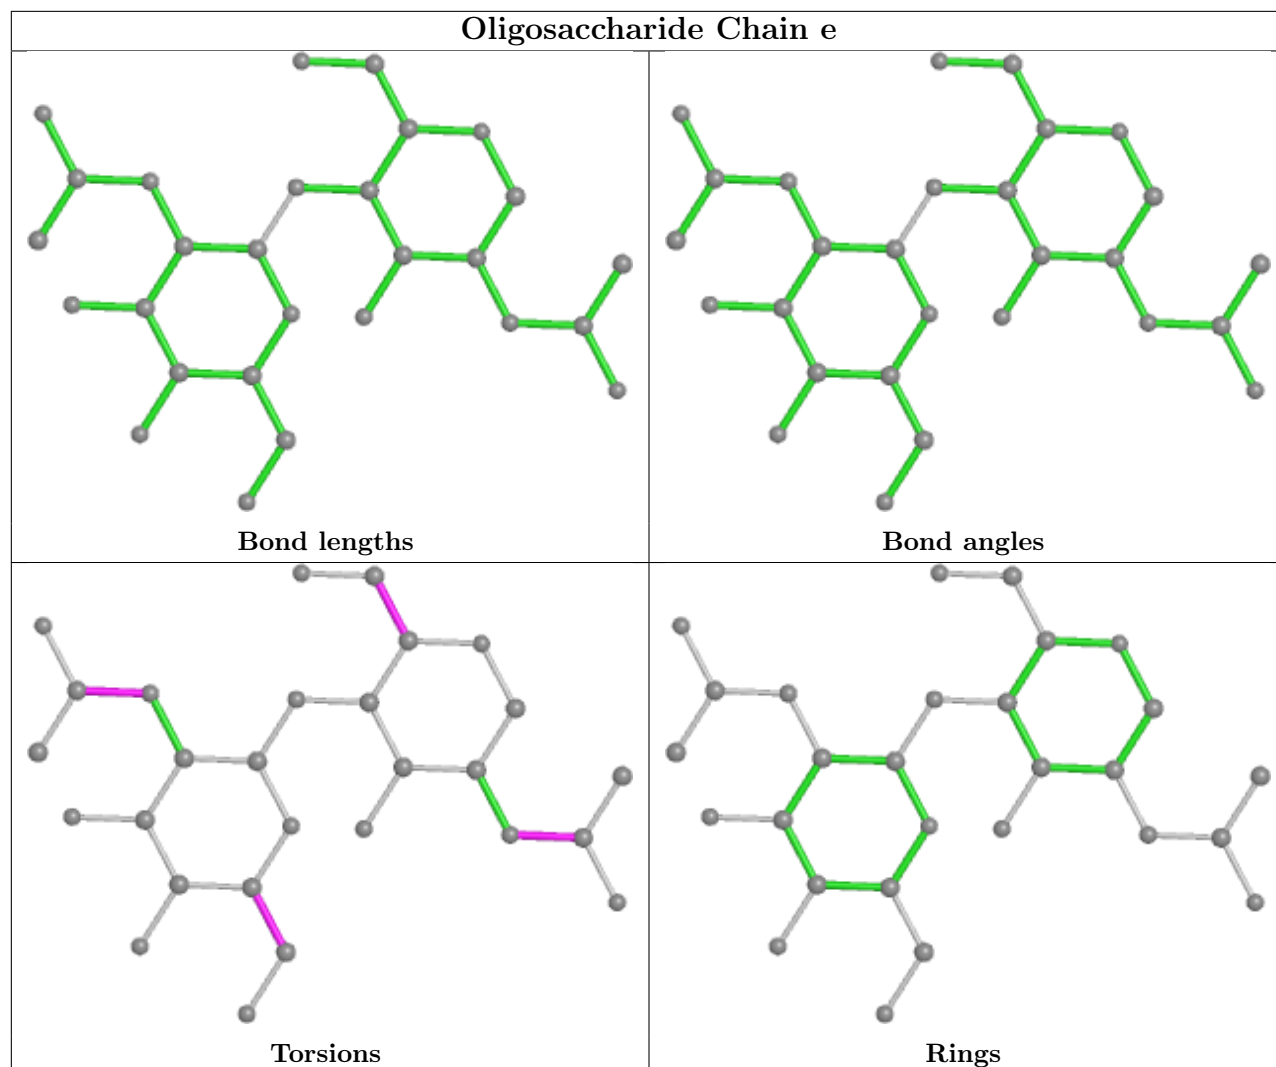 Oligosaccharide Chain e
Bond lengths
Bond angles
Torsions
Rings